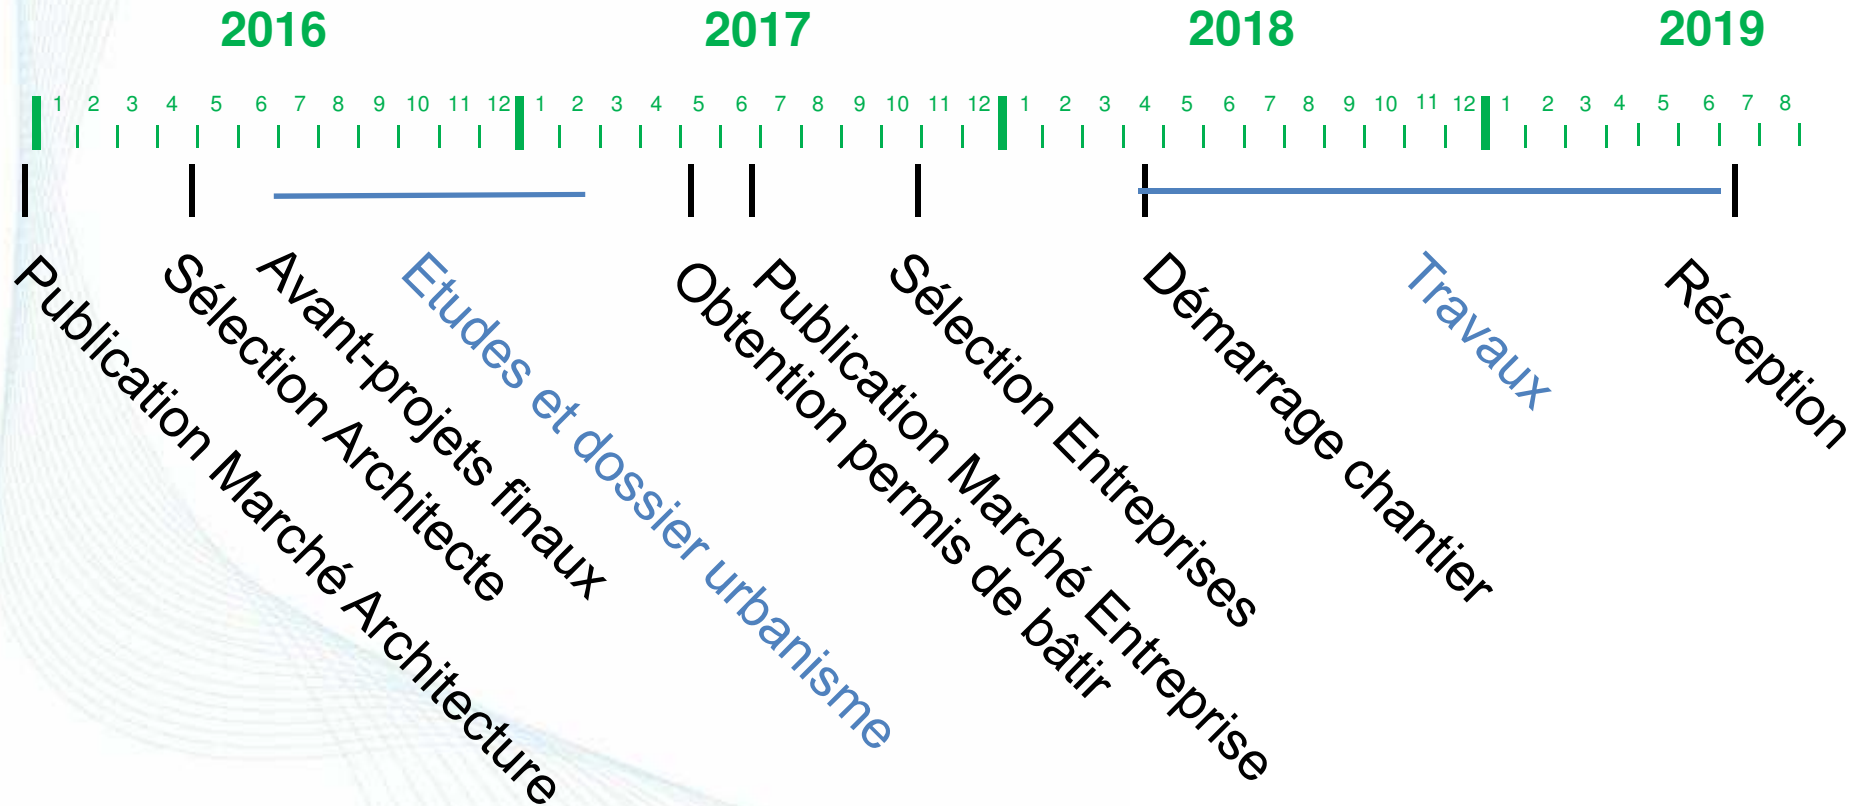 2016 2017 2018 2019
1 2 3 4 5 6 7 8 9 10 11 12 1 2 3 4 5 6 7 8 9 10 11 12 1 2 3 4 5 6 7 8 9 10 11 12 1 2 3 4 5 6 7 8
Publication Marché Architecture
Sélection Architecte
Avant-projets finaux
Etudes et dossier urbanisme
Obtention permis de bâtir
Publication Marché Entreprise
Sélection Entreprises
Démarrage chantier
Travaux
Réception